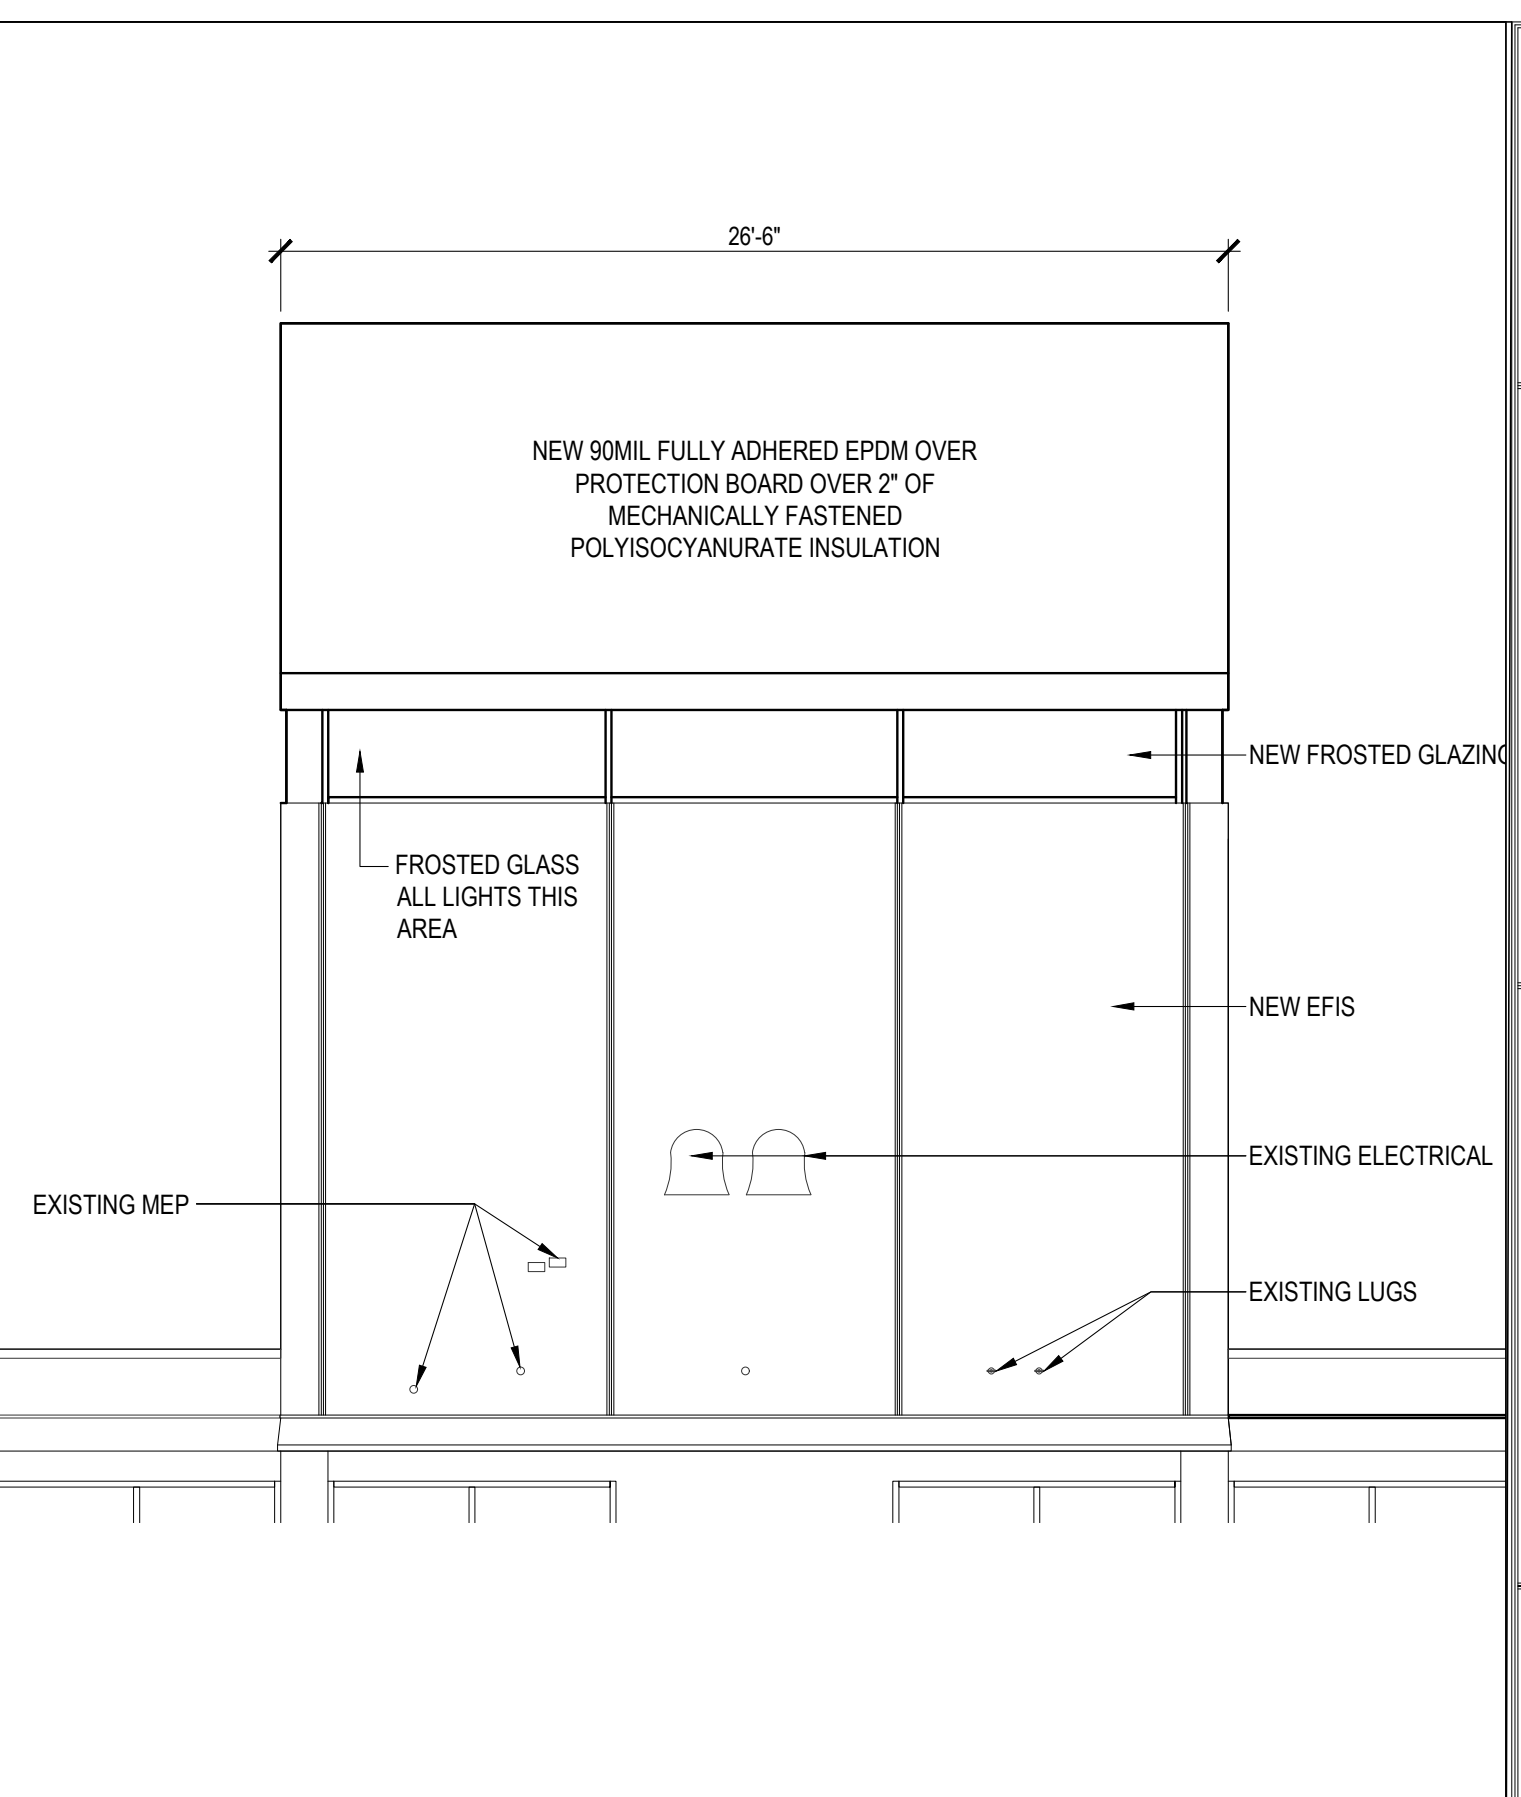 26'-6"
NEW 90MIL FULLY ADHERED EPDM OVER
PROTECTION BOARD OVER 2" OF
MECHANICALLY FASTENED
POLYISOCYANURATE INSULATION
NEW FROSTED GLAZING
FROSTED GLASS
ALL LIGHTS THIS
AREA
NEW EFIS
EXISTING ELECTRICAL
EXISTING MEP
EXISTING LUGS